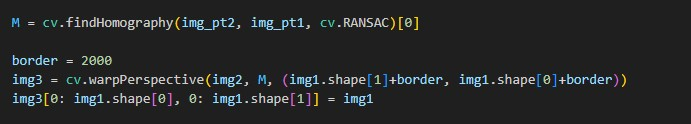 M = cv.findHomography(img_pt2, img_pt1, cv.RANSAC)[0]
border = 2000
img3 = cv.warpPerspective(img2, M, (img1.shape[1]+border, img1.shape[0]+border))
img3[0: img1.shape[0], 0: img1.shape[1]] = img1